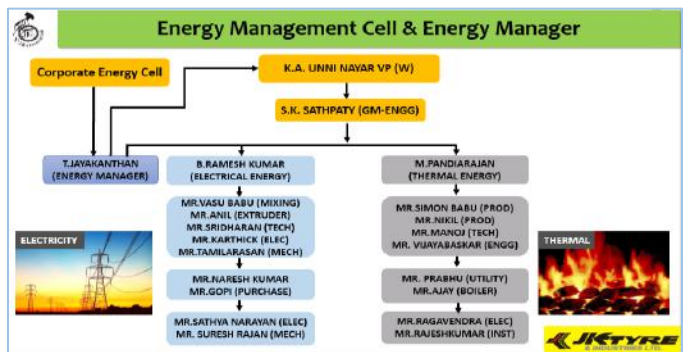 Energy Management Cell & Energy Manager
Corporate Energy Cell
K.A. UNNI NAYAR VP (W)
S.K. SATHPATY (GM-ENGG)
T.JAYAKANTHAN
(ENERGY MANAGER)
B.RAMESH KUMAR
(ELECTRICAL ENERGY)
M.PANDIARAJAN
(THERMAL ENERGY)
MR.VASU BABU (MIXING)
MR.ANIL (EXTRUDER)
MR.SRIDHARAN (TECH)
MR.KARTHICK (ELEC)
MR.TAMILARASAN (MECH)
MR.SIMON BABU (PROD)
MR.NIKIL (PROD)
MR.MANOJ (TECH)
MR. VIJAYABASKAR (ENGG)
ELECTRICITY
THERMAL
MR.NARESH KUMAR
MR.GOPI (PURCHASE)
MR. PRABHU (UTILITY)
MR.AJAY (BOILER)
MR.SATHYA NARAYAN (ELEC)
MR. SURESH RAJAN (MECH)
MR.RAGAVENDRA (ELEC)
MR.RAJESHKUMAR (INST)
JK TYRE
& INDUSTRIES LTD.